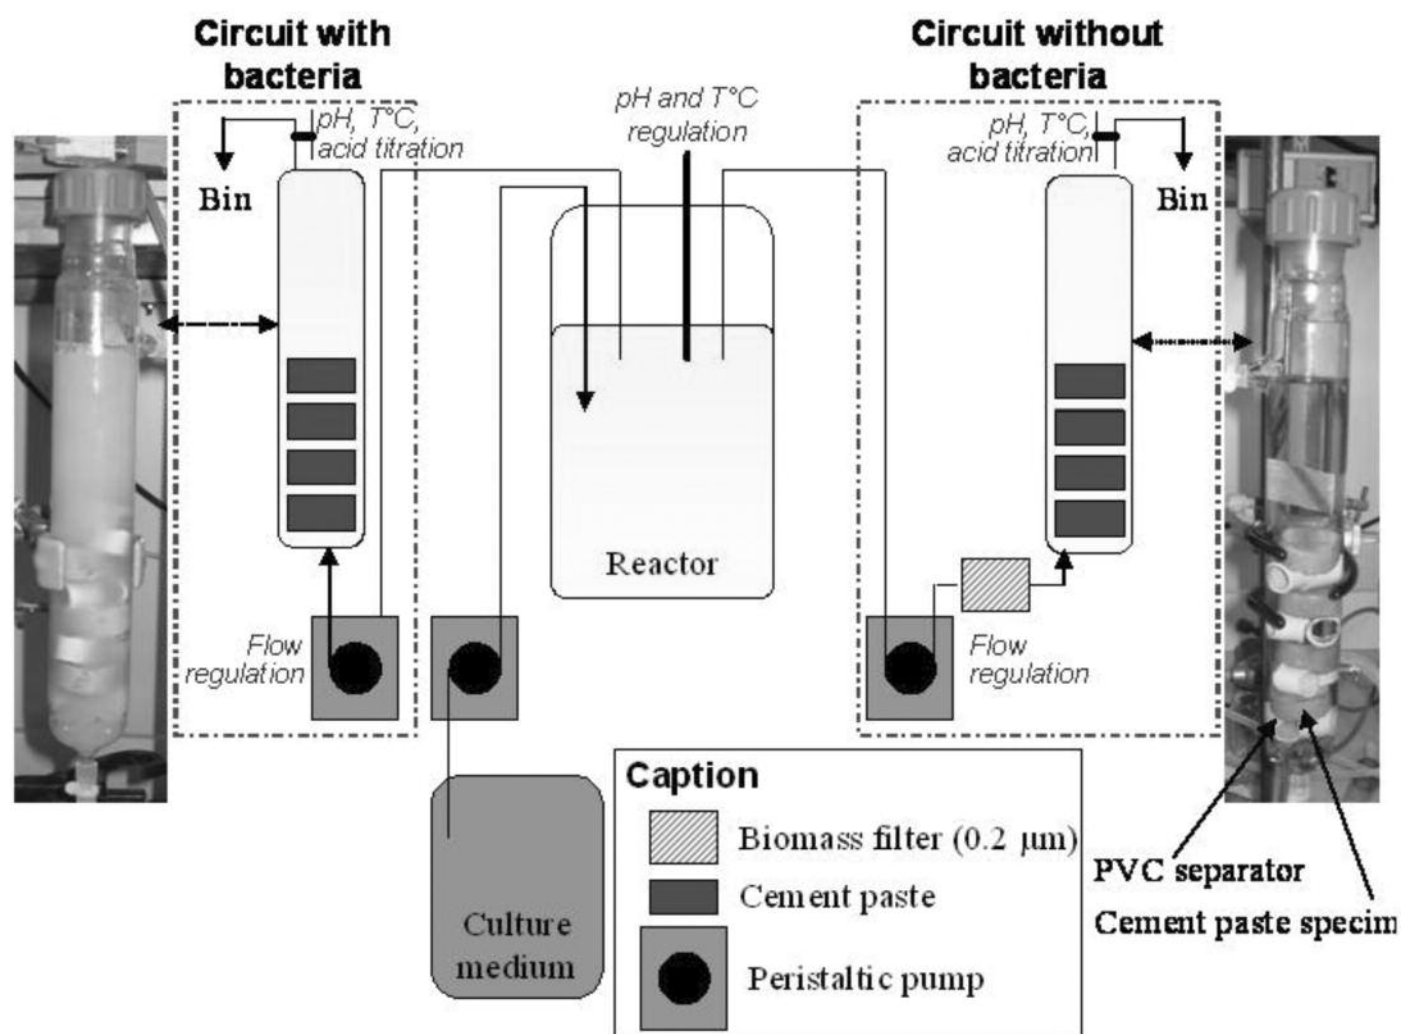 Circuit with
bacteria
Circuit without
bacteria
pH, T°C,
acid titration
pH and T°C
regulation
pH, T°C,
acid titration
Bin
Bin
Reactor
Flow
regulation
Flow
regulation
Culture
medium
Caption
Biomass filter (0.2 µm)
Cement paste
Peristaltic pump
PVC separator
Cement paste specim